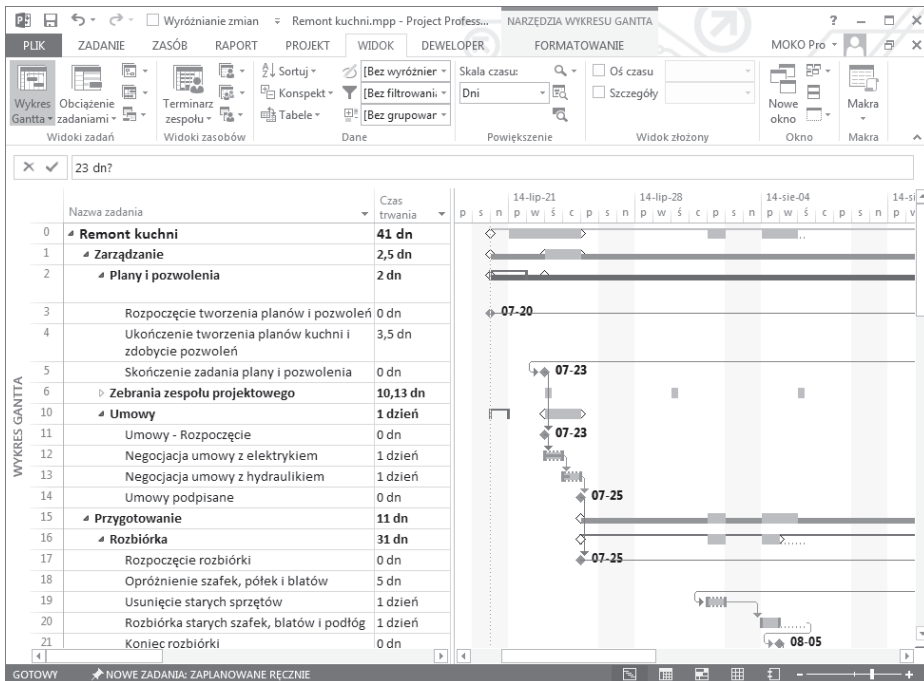 Wyróżnianie zmian Remont kuchni.mpp - Project Profess... NARZĘDZIA WYKRESU GANTTA ?
PLIK ZADANIE ZASÓB RAPORT PROJEKT WIDOK DEWELOPER FORMATOWANIE MOKO Pro
Wykres Gantta
Obciążenie zadaniami
Widoki zadań
Terminarz zespołu
Widoki zasobów
Sortuj [Bez wyróżnier
Konspekt [Bez filtrowani
Tabele [Bez grupowar
Dane
Skala czasu:
Dni
Powiększenie
Oś czasu
Szczegóły
Widok złożony
Nowe okno
Okno
Makra
Makra
23 dn?
Nazwa zadania Czas trwania 14-lip-21 14-lip-28 14-sie-04 14-si
p s n p w ś c p s n p w ś c p s n p w ś c p s n p w
0 Remont kuchni 41 dn
1 Zarządzanie 2,5 dn
2 Plany i pozwolenia 2 dn
3 Rozpoczęcie tworzenia planów i pozwoleń 0 dn 07-20
4 Ukończenie tworzenia planów kuchni i 3,5 dn
zdobycie pozwoleń
5 Skończenie zadania plany i pozwolenia 0 dn 07-23
6 Zebrania zespołu projektowego 10,13 dn
10 Umowy 1 dzień
11 Umowy - Rozpoczęcie 0 dn 07-23
12 Negocjacja umowy z elektrykiem 1 dzień
13 Negocjacja umowy z hydraulikiem 1 dzień
14 Umowy podpisane 0 dn 07-25
15 Przygotowanie 11 dn
16 Rozbiórka 31 dn
17 Rozpoczęcie rozbiórki 0 dn 07-25
18 Opróżnienie szafek, półek i blatów 5 dn
19 Usunięcie starych sprzętów 1 dzień
20 Rozbiórka starych szafek, blatów i podłóg 1 dzień
21 Koniec rozbiórki 0 dn 08-05
WYKRES GANTTA
GOTOWY NOWE ZADANIA: ZAPLANOWANE RĘCZNIE